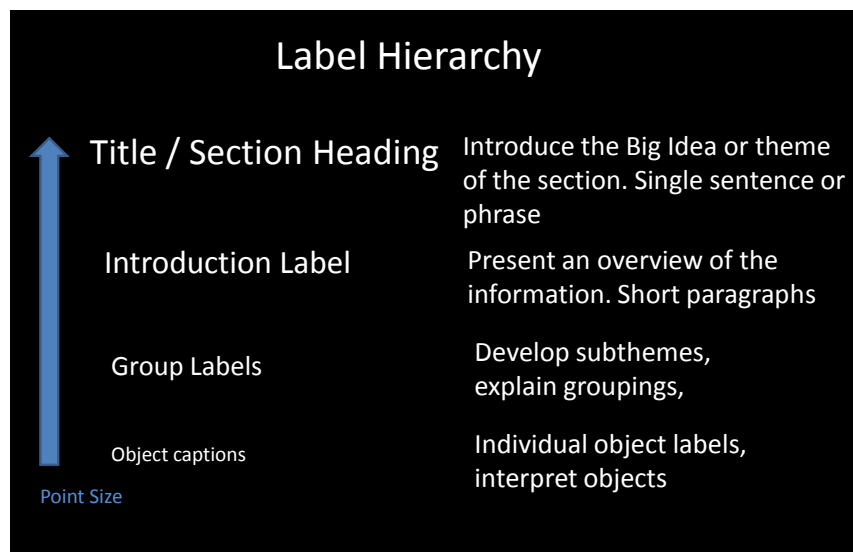 Label Hierarchy
Title / Section Heading
Introduce the Big Idea or theme
of the section. Single sentence or
phrase
Introduction Label
Present an overview of the
information. Short paragraphs
Group Labels
Develop subthemes,
explain groupings,
Object captions
Individual object labels,
interpret objects
Point Size